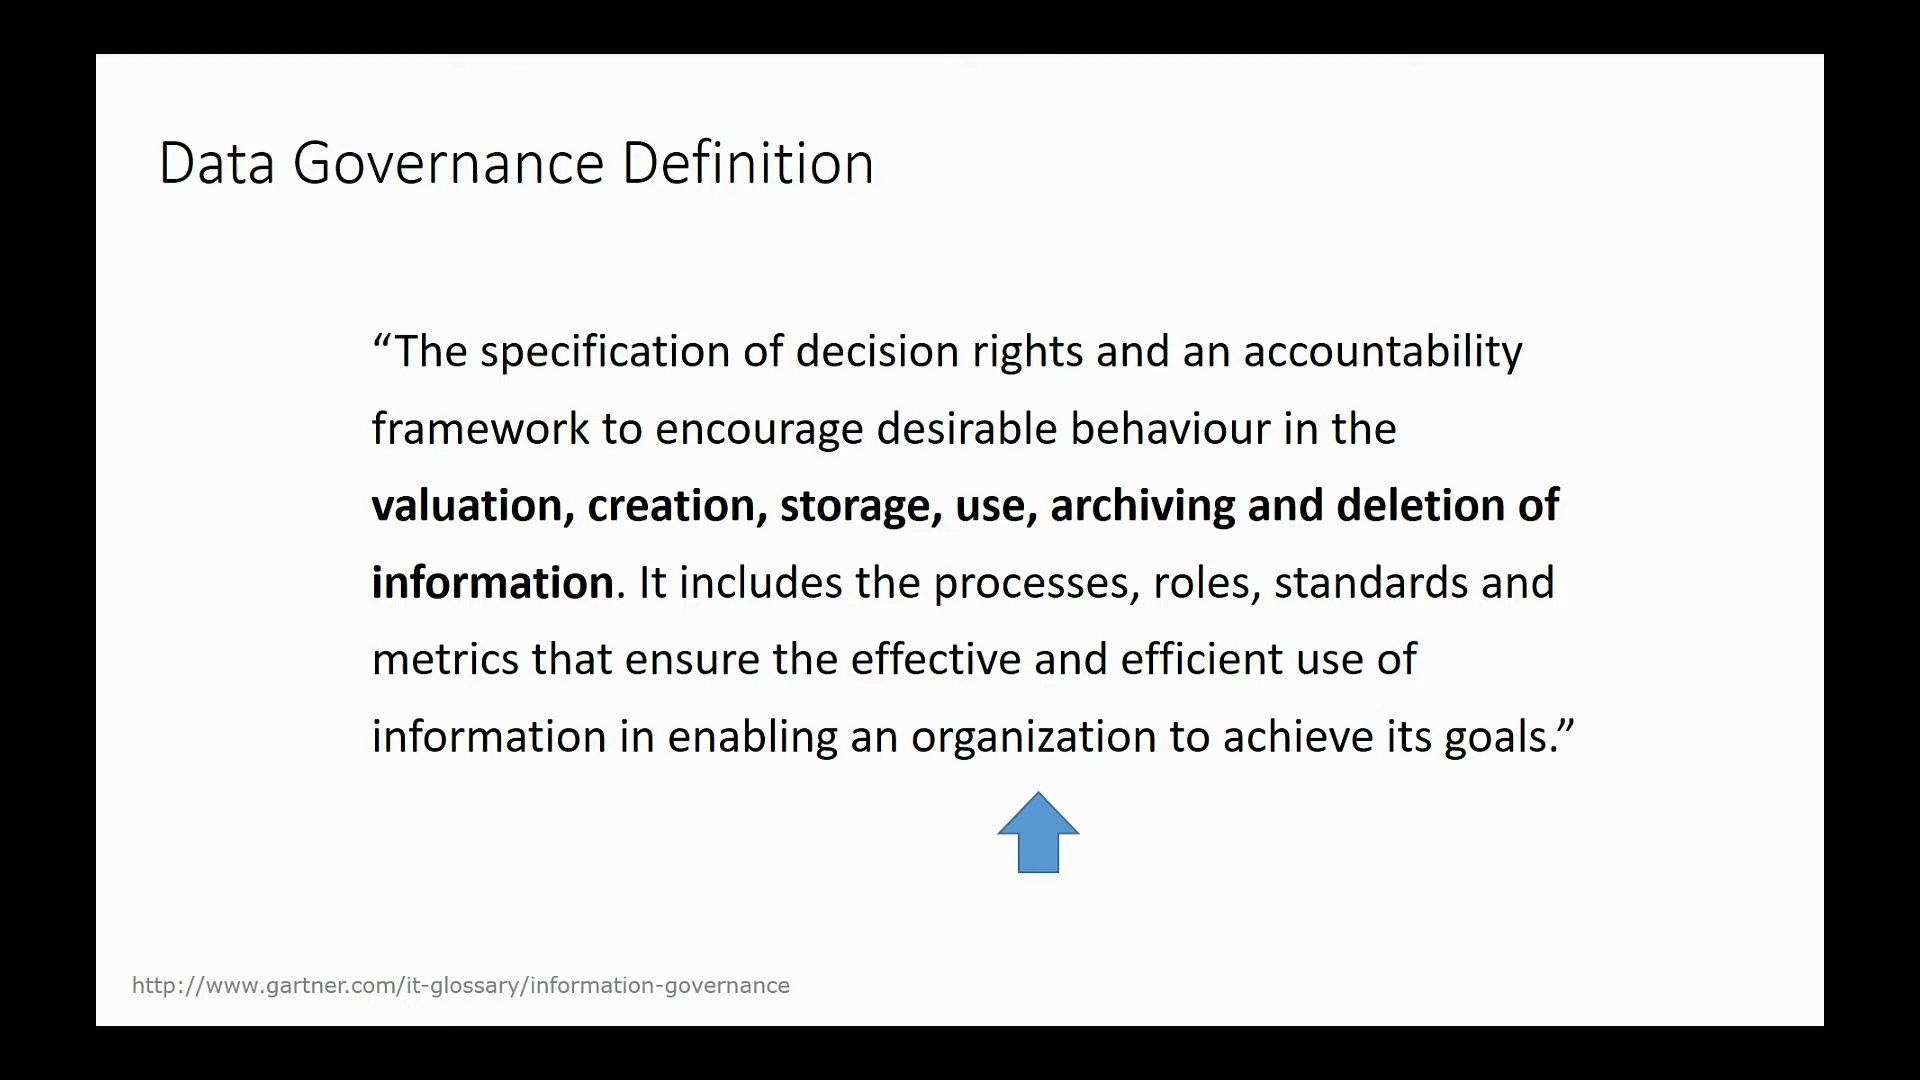 Data Governance Definition
“The specification of decision rights and an accountability
framework to encourage desirable behaviour in the
valuation, creation, storage, use, archiving and deletion of
information. It includes the processes, roles, standards and
metrics that ensure the effective and efficient use of
information in enabling an organization to achieve its goals.”
http://www.gartner.com/it-glossary/information-governance